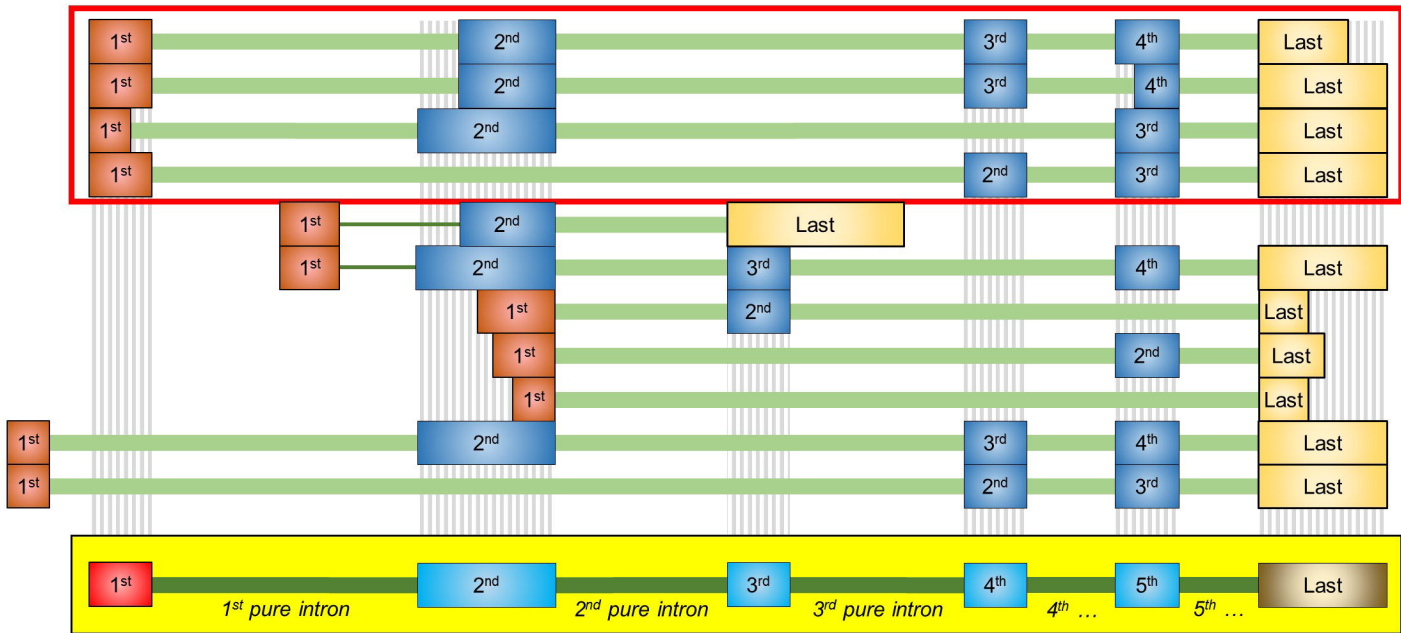 1st 2nd 3rd 4th Last
1st 2nd 3rd 4th Last
1st 2nd 3rd Last
1st 2nd 3rd Last
1st 2nd Last
1st 2nd 3rd 4th Last
1st 2nd Last
1st 2nd Last
1st Last
1st 2nd 3rd 4th Last
1st 2nd 3rd Last
1st 2nd 3rd 4th 5th Last
1st pure intron 2nd pure intron 3rd pure intron 4th ... 5th ...